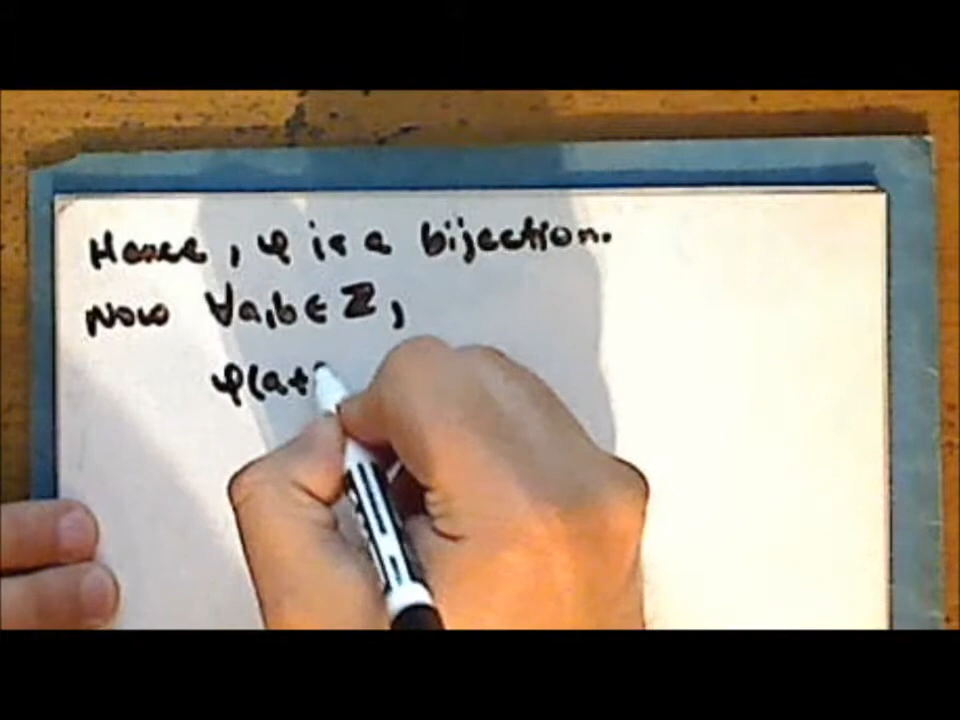 Hence, φ is a bijection.
Now ∀a,b ∈ ℤ,
φ(a+